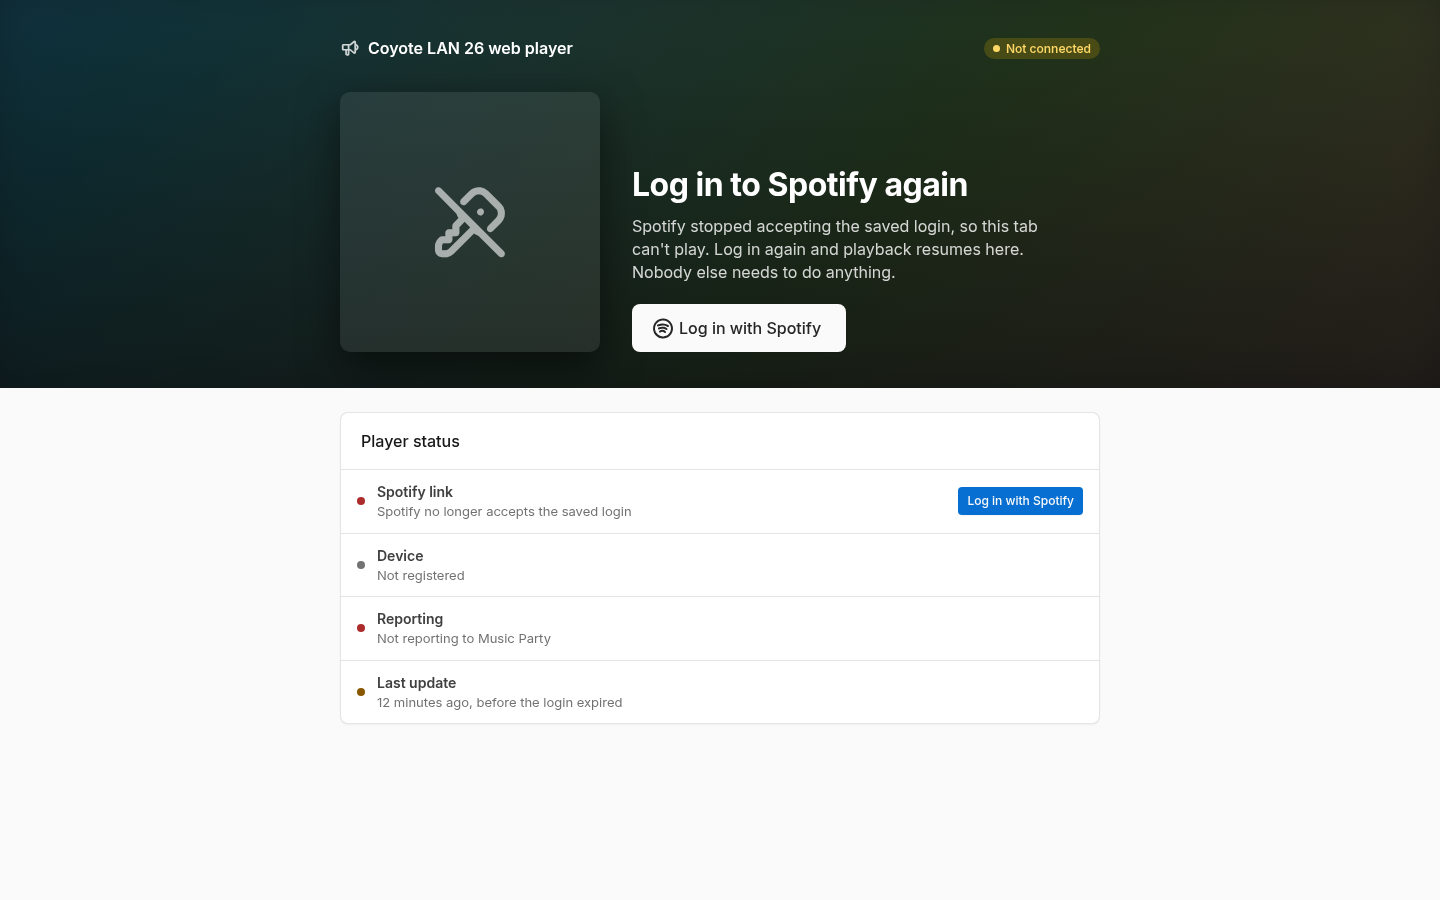 Coyote LAN 26 web player
Not connected
Log in to Spotify again
Spotify stopped accepting the saved login, so this tab
can't play. Log in again and playback resumes here.
Nobody else needs to do anything.
Log in with Spotify
Player status
Spotify link
Spotify no longer accepts the saved login
Log in with Spotify
Device
Not registered
Reporting
Not reporting to Music Party
Last update
12 minutes ago, before the login expired